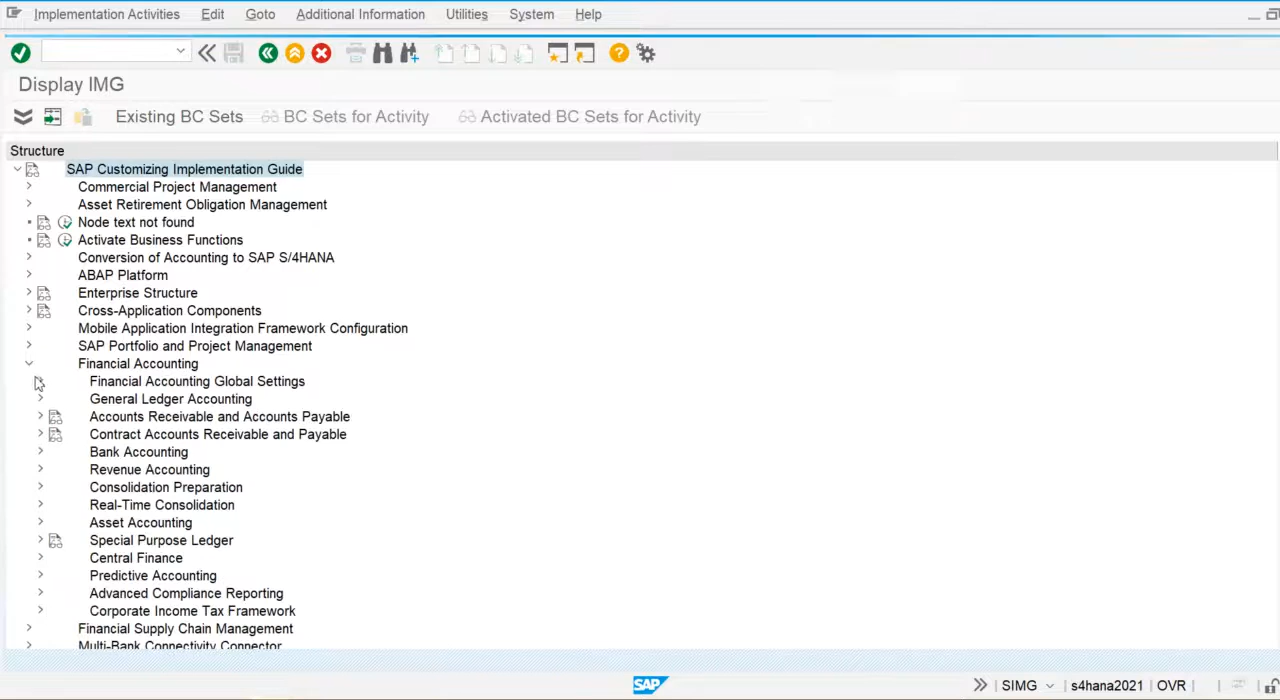 Implementation Activities Edit Goto Additional Information Utilities System Help
Display IMG
Existing BC Sets BC Sets for Activity Activated BC Sets for Activity
Structure
SAP Customizing Implementation Guide
Commercial Project Management
Asset Retirement Obligation Management
Node text not found
Activate Business Functions
Conversion of Accounting to SAP S/4HANA
ABAP Platform
Enterprise Structure
Cross-Application Components
Mobile Application Integration Framework Configuration
SAP Portfolio and Project Management
Financial Accounting
Financial Accounting Global Settings
General Ledger Accounting
Accounts Receivable and Accounts Payable
Contract Accounts Receivable and Payable
Bank Accounting
Revenue Accounting
Consolidation Preparation
Real-Time Consolidation
Asset Accounting
Special Purpose Ledger
Central Finance
Predictive Accounting
Advanced Compliance Reporting
Corporate Income Tax Framework
Financial Supply Chain Management
Multi-Bank Connectivity Connector
SAP SIMG s4hana2021 OVR